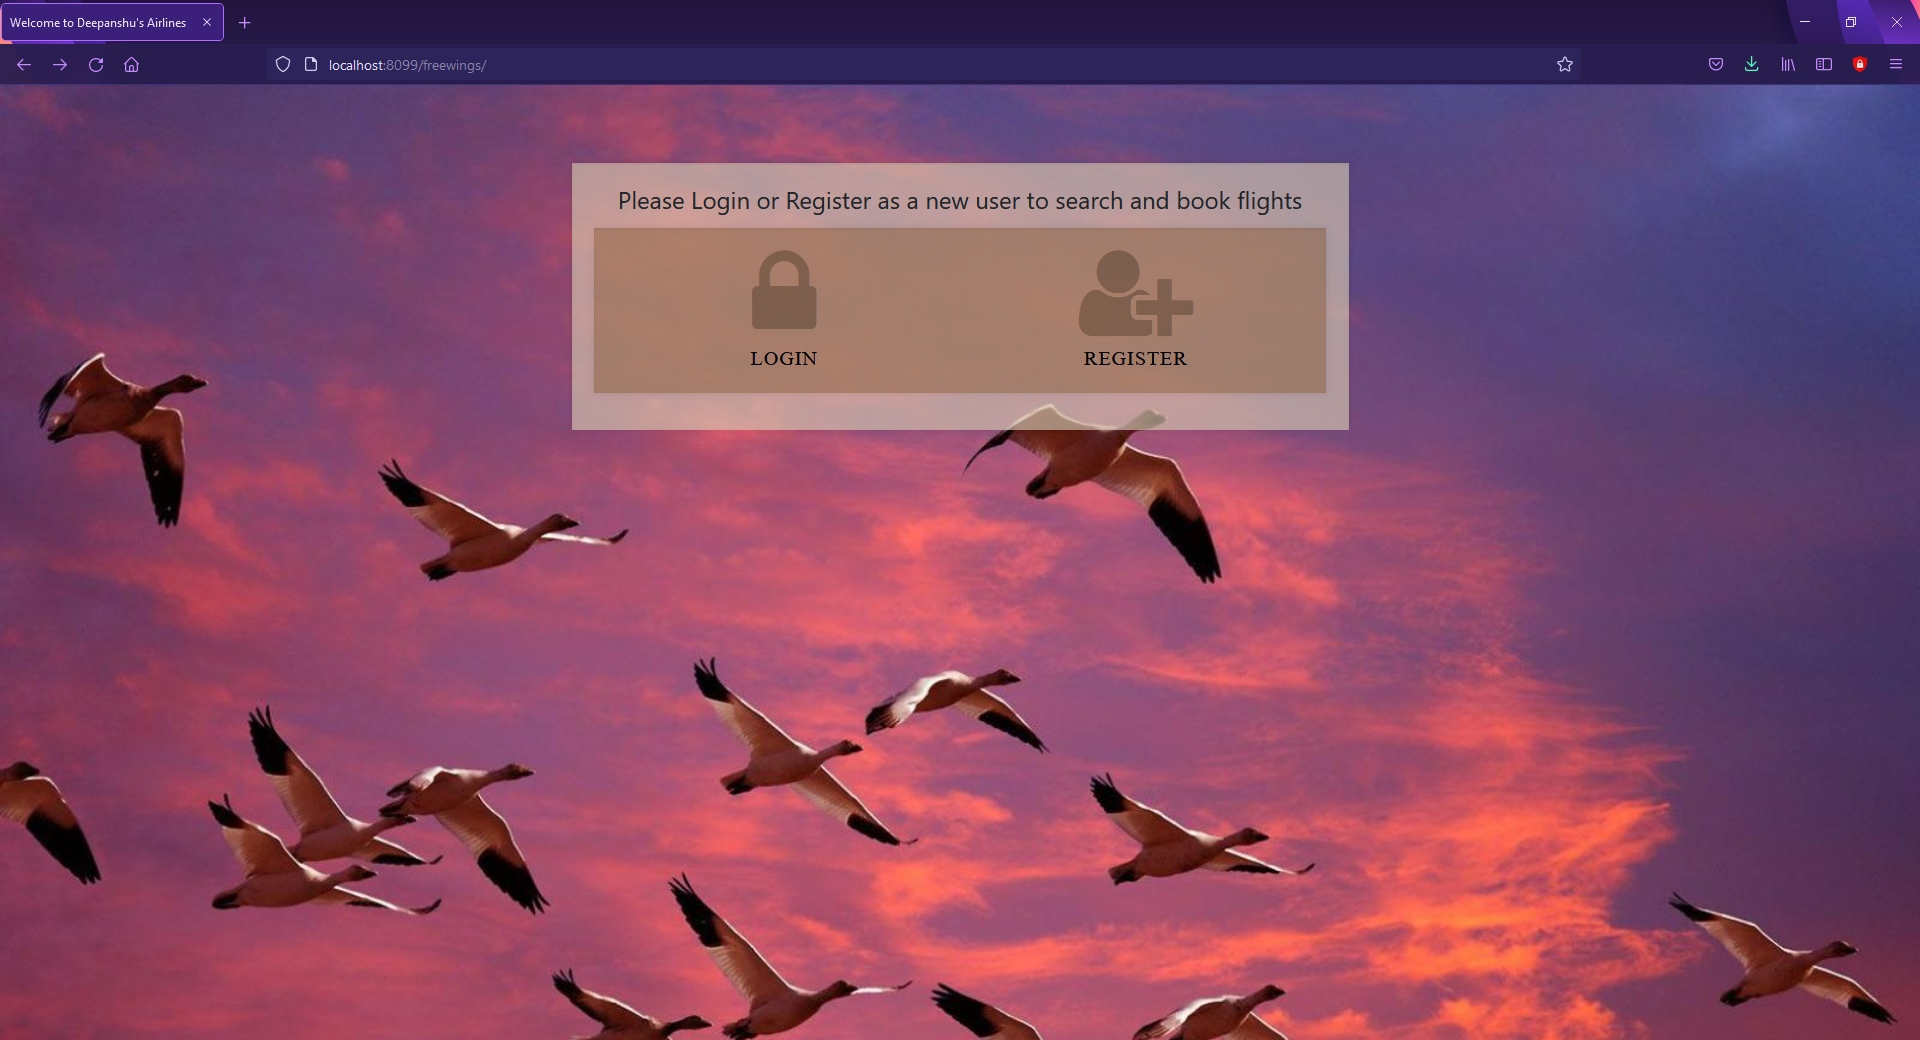 Welcome to Deepanshu's Airlines
localhost:8099/freewings/
Please Login or Register as a new user to search and book flights
LOGIN
REGISTER